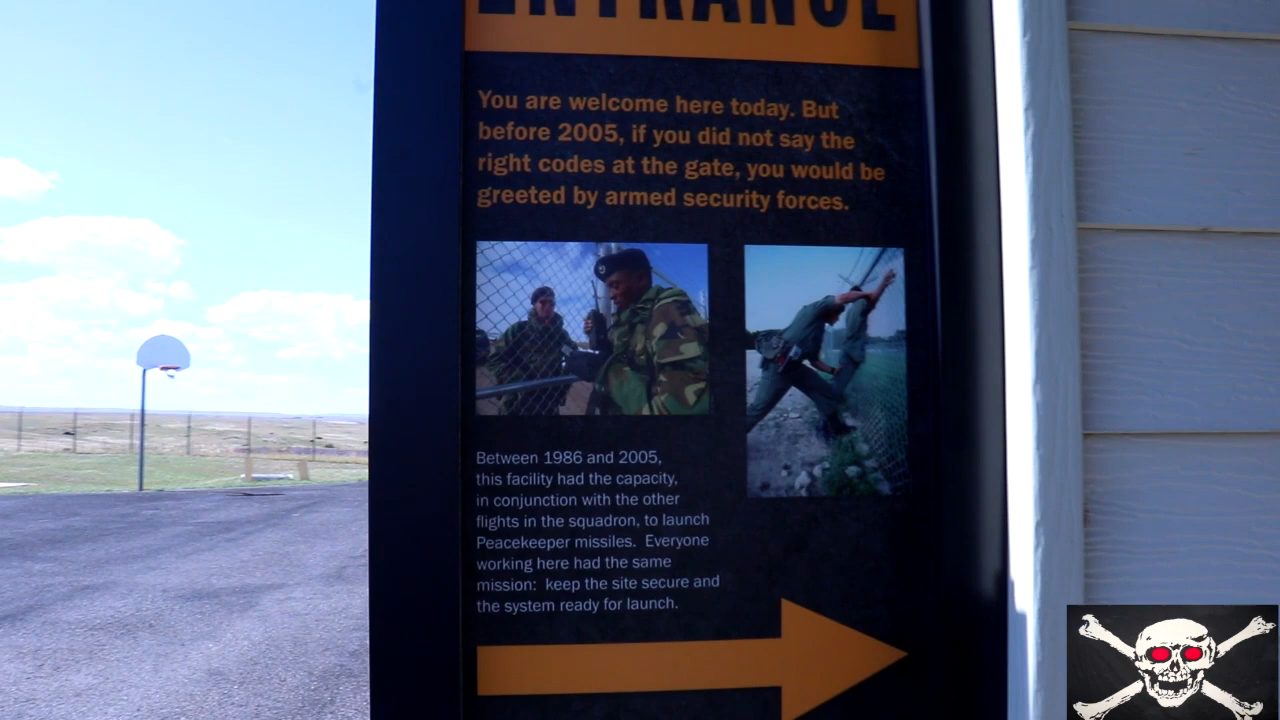 ENTRANCE
You are welcome here today. But
before 2005, if you did not say the
right codes at the gate, you would be
greeted by armed security forces.
Between 1986 and 2005,
this facility had the capacity,
in conjunction with the other
flights in the squadron, to launch
Peacekeeper missiles. Everyone
working here had the same
mission: keep the site secure and
the system ready for launch.